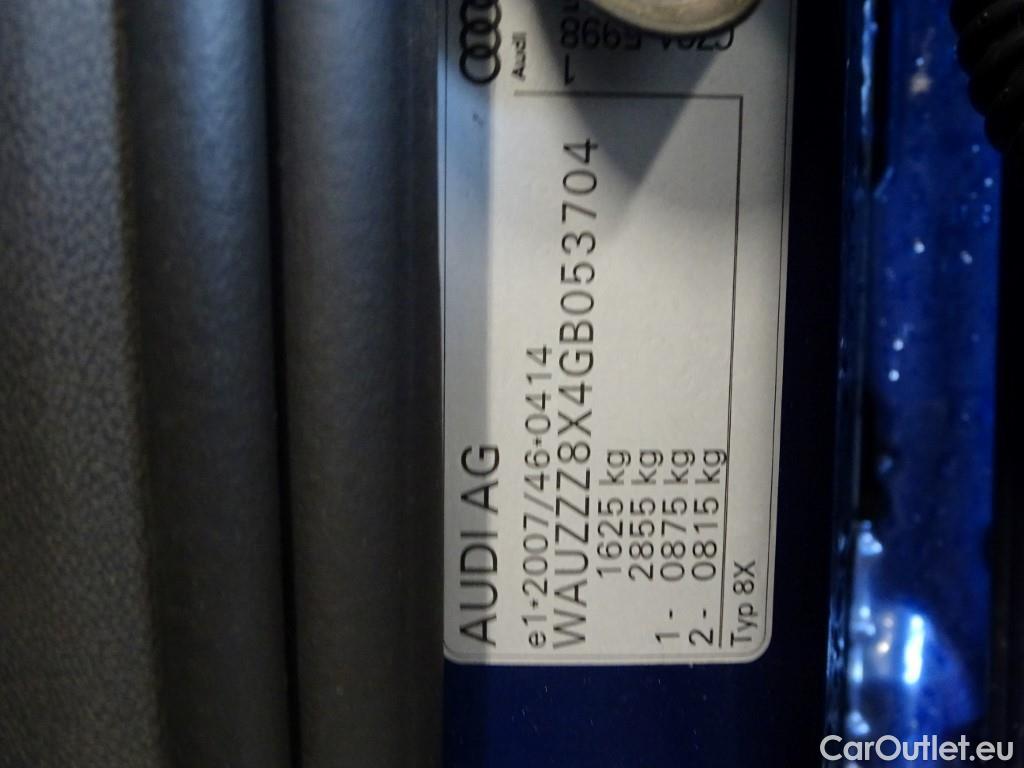 AUDI AG
Audi
e1*2007/46*0414
WAUZZZ8X4GB053704
1625 kg
2855 kg
1 - 0875 kg
2 - 0815 kg
Typ 8X
CarOutlet.eu